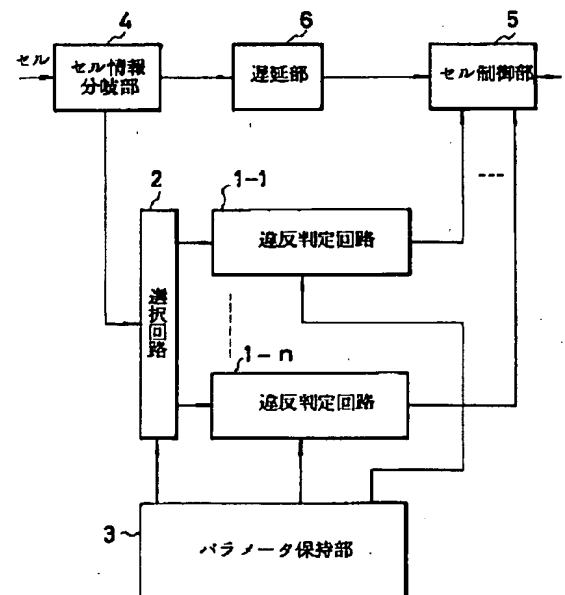 4
6
5
セル
セル情報
分岐部
遅延部
セル制御部
2
1-1
違反判定回路
選択回路
1-n
違反判定回路
3
パラメータ保持部